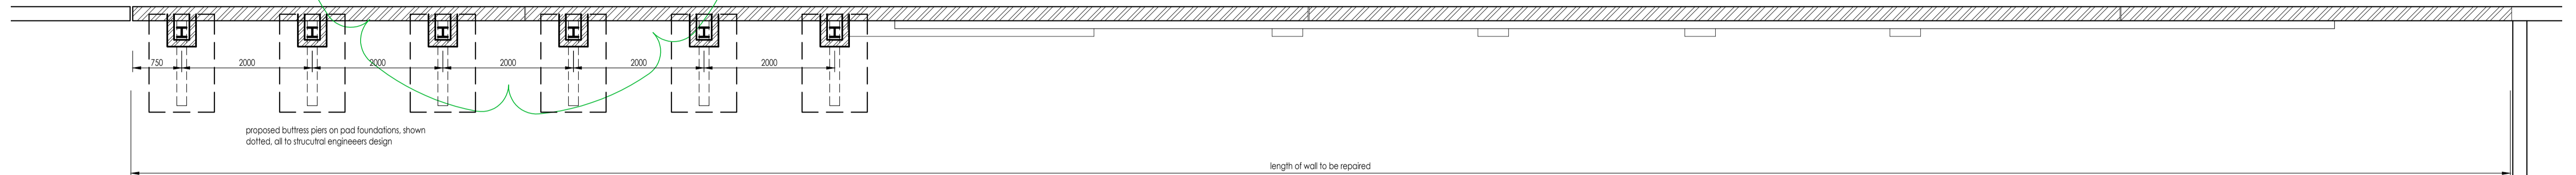 750
2000
2000
2000
2000
2000
proposed buttress piers on pad foundations, shown
dotted, all to strucutral engineeers design
length of wall to be repaired